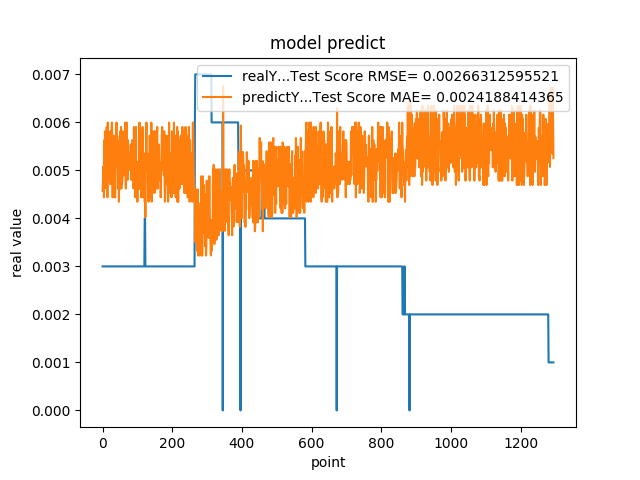 model predict
realY...Test Score RMSE= 0.00266312595521
predictY...Test Score MAE= 0.0024188414365
0.007
0.006
0.005
0.004
0.003
0.002
0.001
0.000
real value
0 200 400 600 800 1000 1200
point